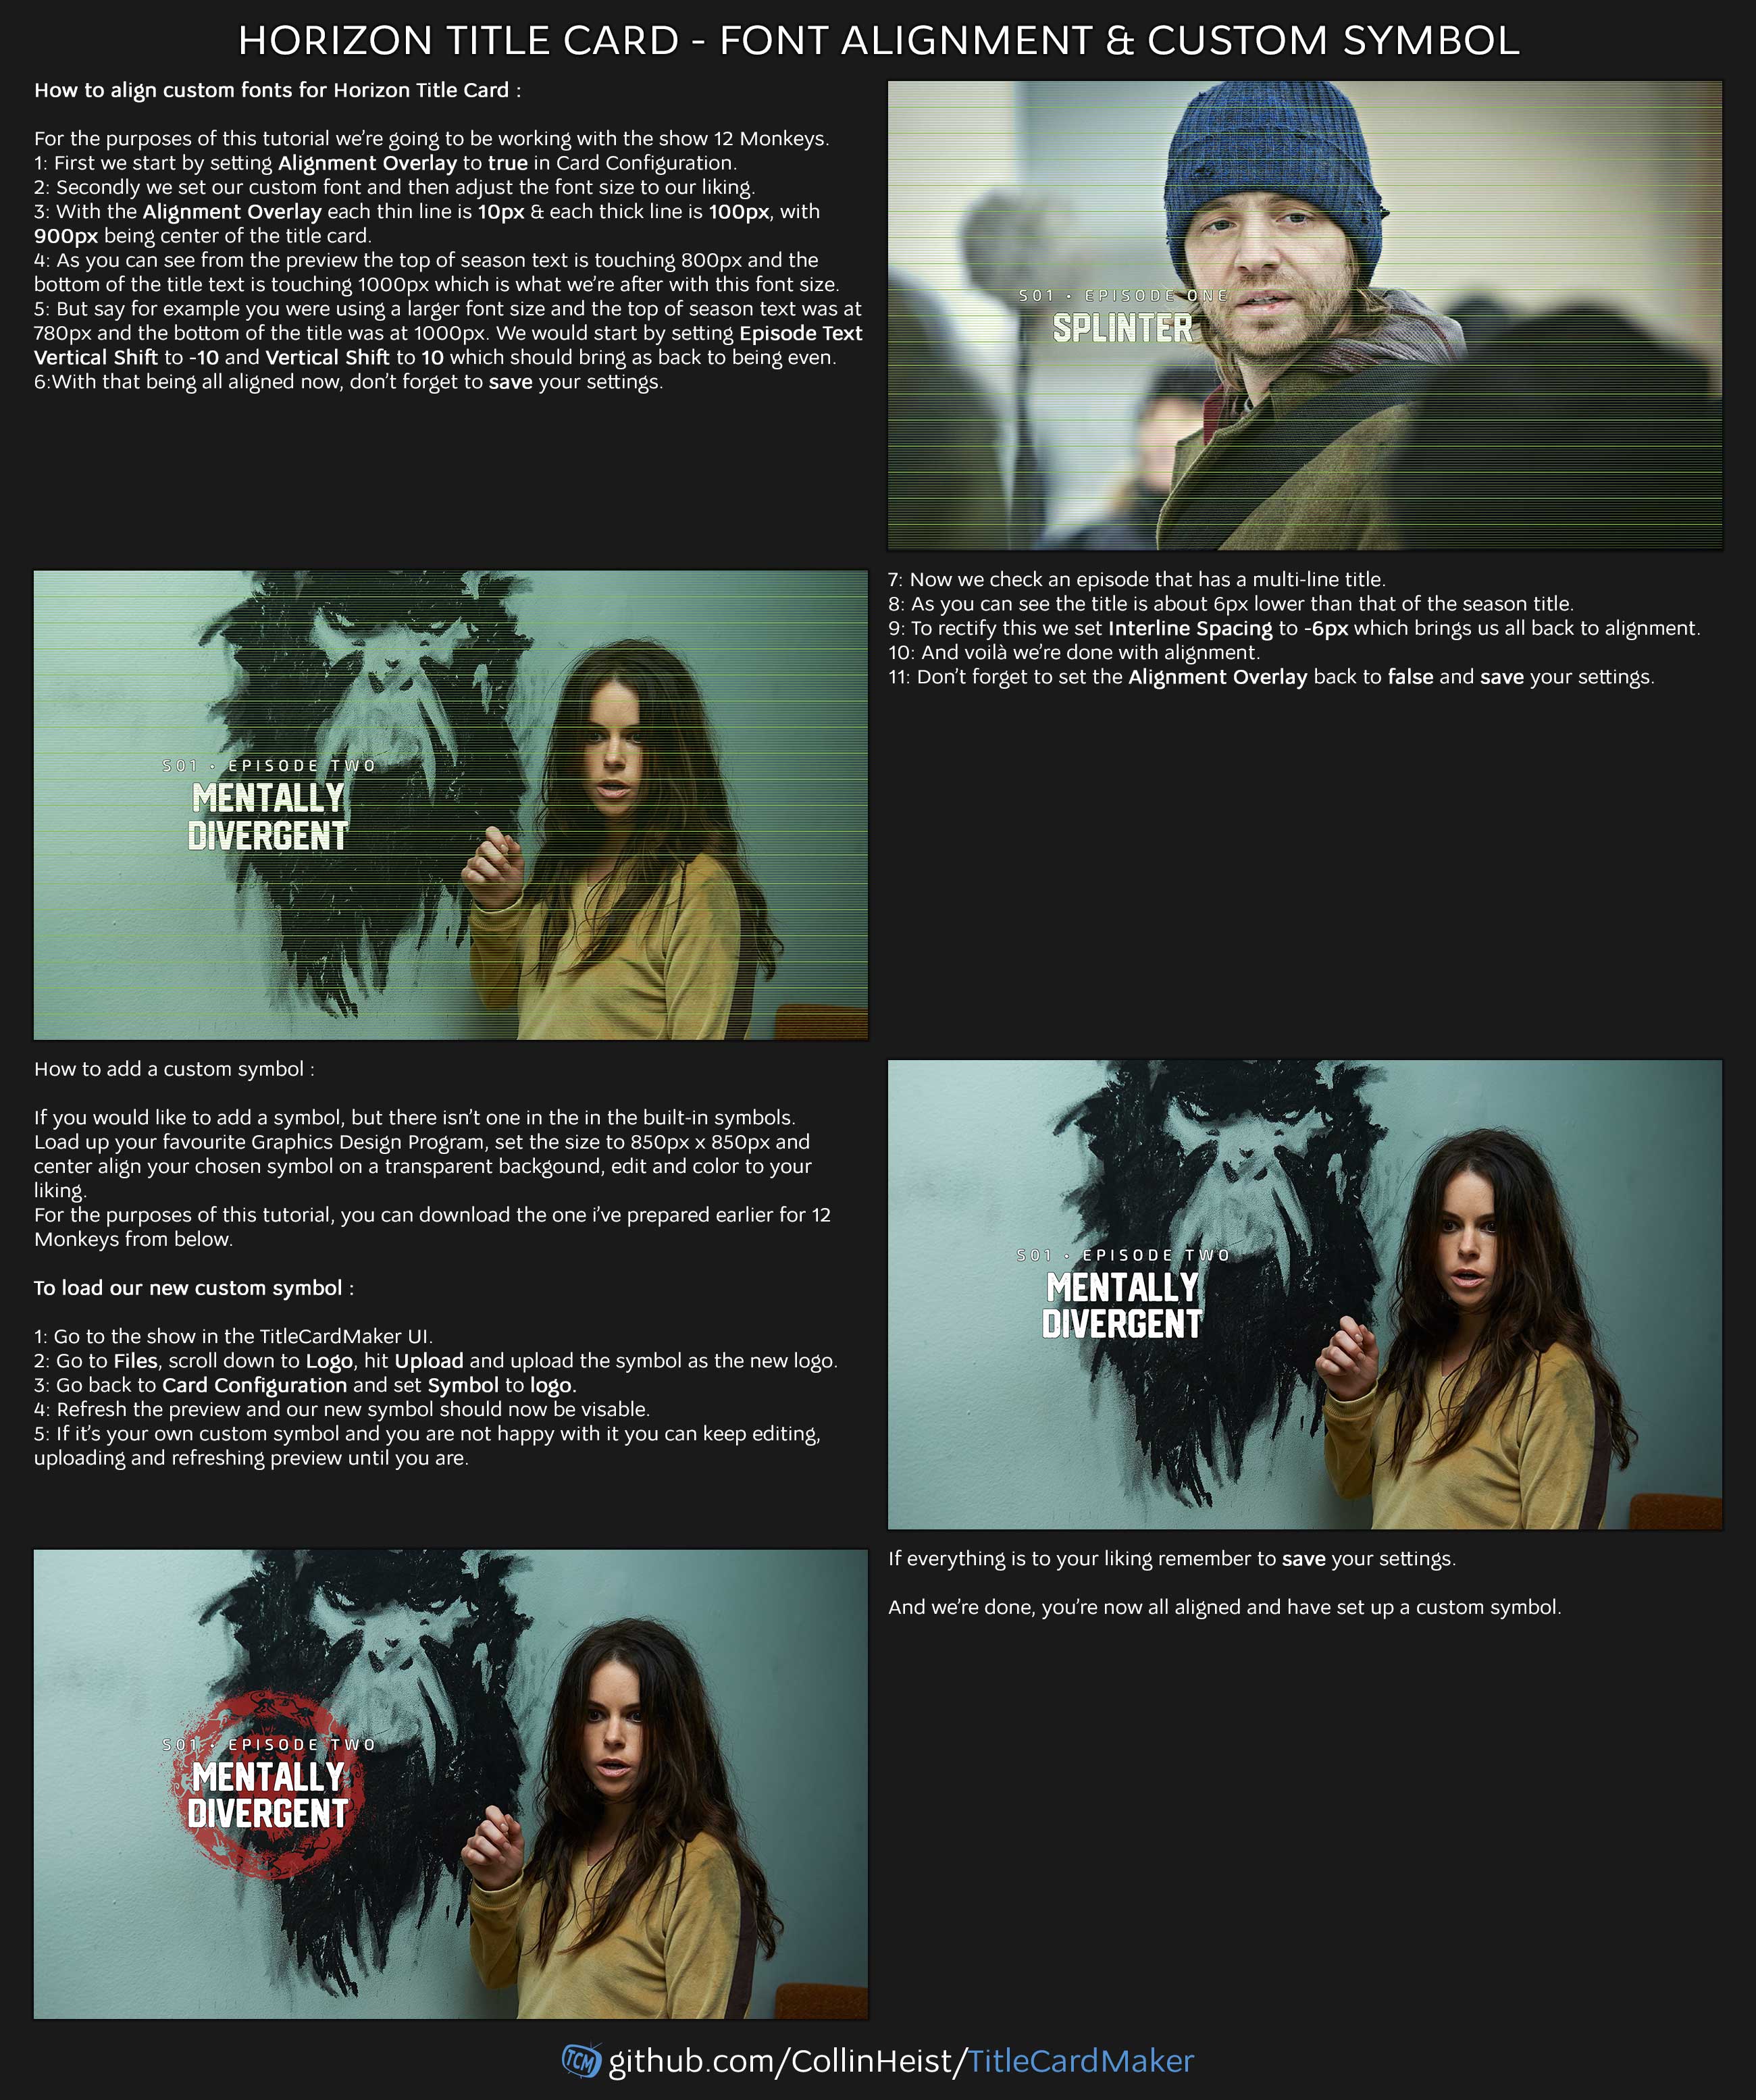 HORIZON TITLE CARD - FONT ALIGNMENT & CUSTOM SYMBOL
How to align custom fonts for Horizon Title Card :
For the purposes of this tutorial we're going to be working with the show 12 Monkeys.
1: First we start by setting Alignment Overlay to true in Card Configuration.
2: Secondly we set our custom font and then adjust the font size to our liking.
3: With the Alignment Overlay each thin line is 10px & each thick line is 100px, with
900px being center of the title card.
4: As you can see from the preview the top of season text is touching 800px and the
bottom of the title text is touching 1000px which is what we're after with this font size.
5: But say for example you were using a larger font size and the top of season text was at
780px and the bottom of the title was at 1000px. We would start by setting Episode Text
Vertical Shift to -10 and Vertical Shift to 10 which should bring as back to being even.
6:With that being all aligned now, don't forget to save your settings.
S01 • EPISODE ONE
SPLINTER
S01 • EPISODE TWO
MENTALLY
DIVERGENT
7: Now we check an episode that has a multi-line title.
8: As you can see the title is about 6px lower than that of the season title.
9: To rectify this we set Interline Spacing to -6px which brings us all back to alignment.
10: And voilà we're done with alignment.
11: Don't forget to set the Alignment Overlay back to false and save your settings.
How to add a custom symbol :
If you would like to add a symbol, but there isn't one in the in the built-in symbols.
Load up your favourite Graphics Design Program, set the size to 850px x 850px and
center align your chosen symbol on a transparent backgound, edit and color to your
liking.
For the purposes of this tutorial, you can download the one i've prepared earlier for 12
Monkeys from below.
To load our new custom symbol :
1: Go to the show in the TitleCardMaker UI.
2: Go to Files, scroll down to Logo, hit Upload and upload the symbol as the new logo.
3: Go back to Card Configuration and set Symbol to logo.
4: Refresh the preview and our new symbol should now be visable.
5: If it's your own custom symbol and you are not happy with it you can keep editing,
uploading and refreshing preview until you are.
S01 • EPISODE TWO
MENTALLY
DIVERGENT
S01 • EPISODE TWO
MENTALLY
DIVERGENT
If everything is to your liking remember to save your settings.
And we're done, you're now all aligned and have set up a custom symbol.
TCM github.com/CollinHeist/TitleCardMaker